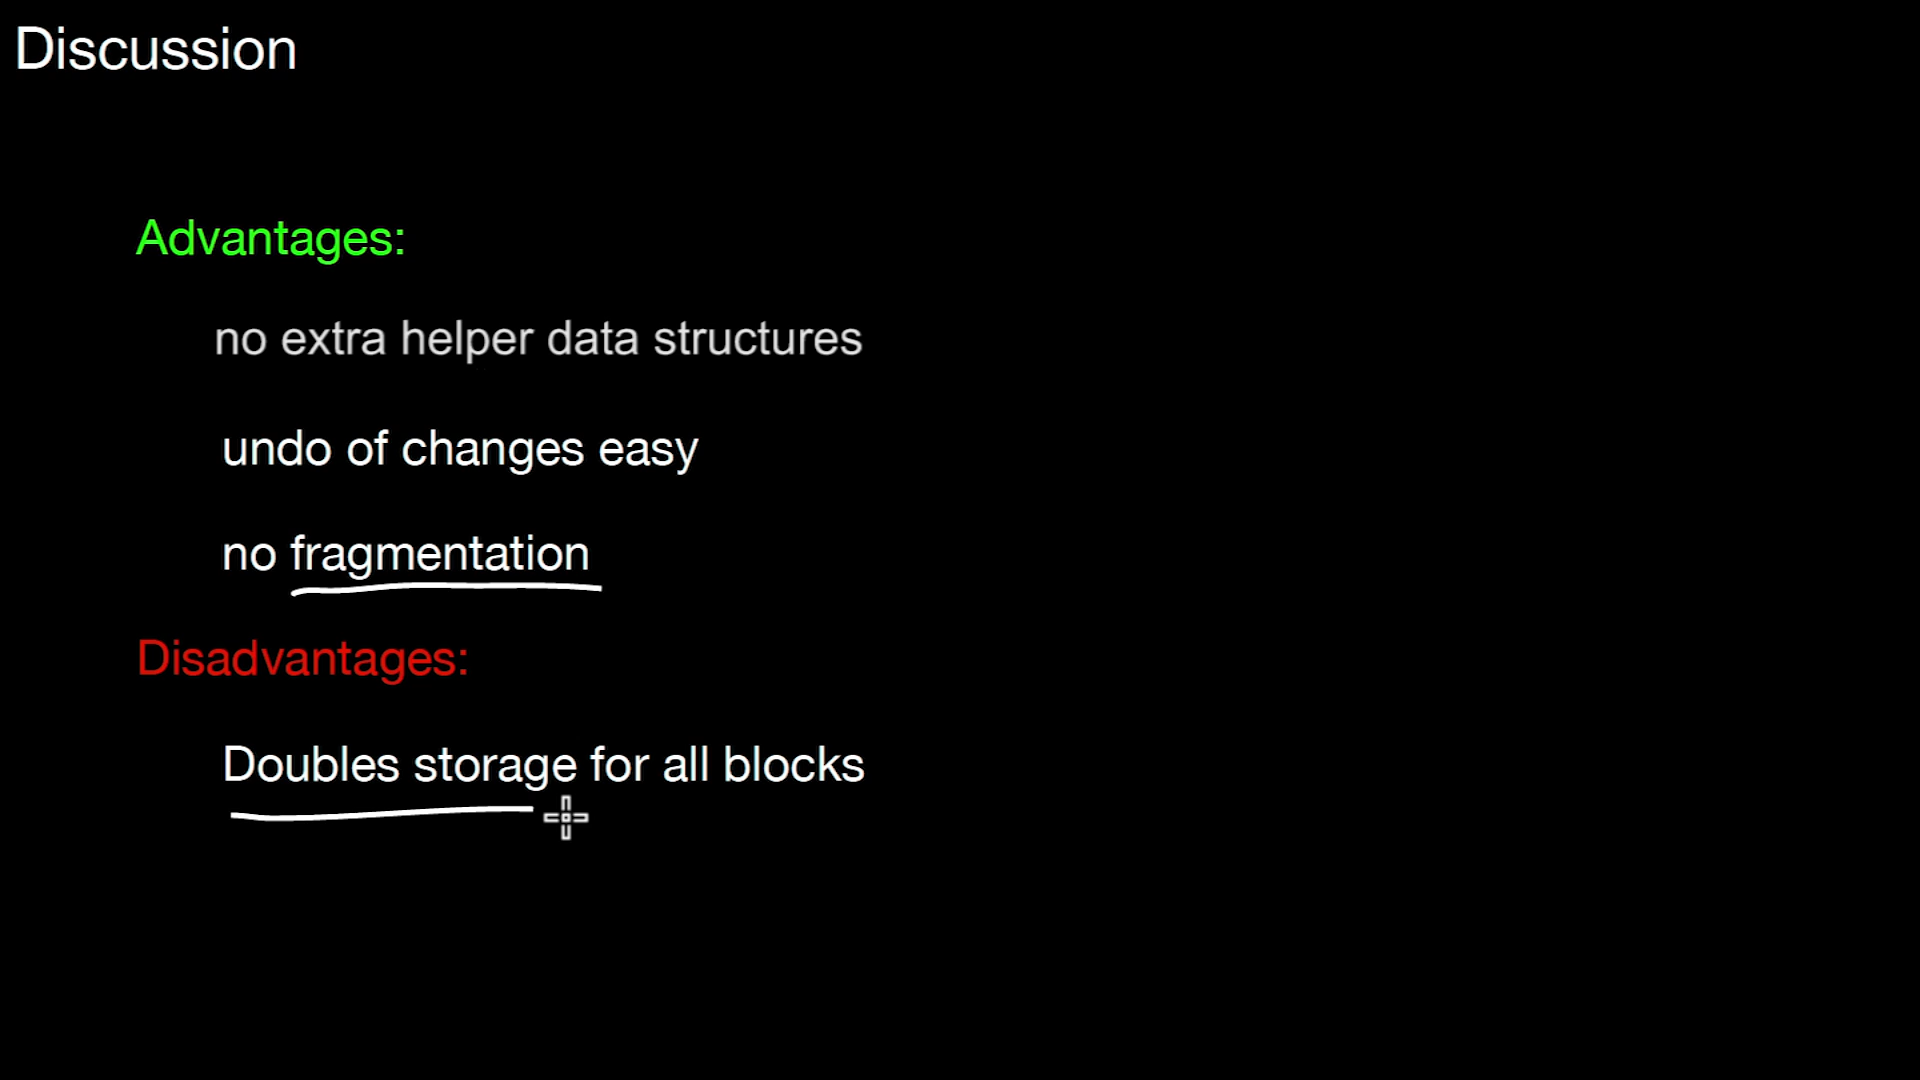 Discussion
Advantages:
no extra helper data structures
undo of changes easy
no fragmentation
Disadvantages:
Doubles storage for all blocks